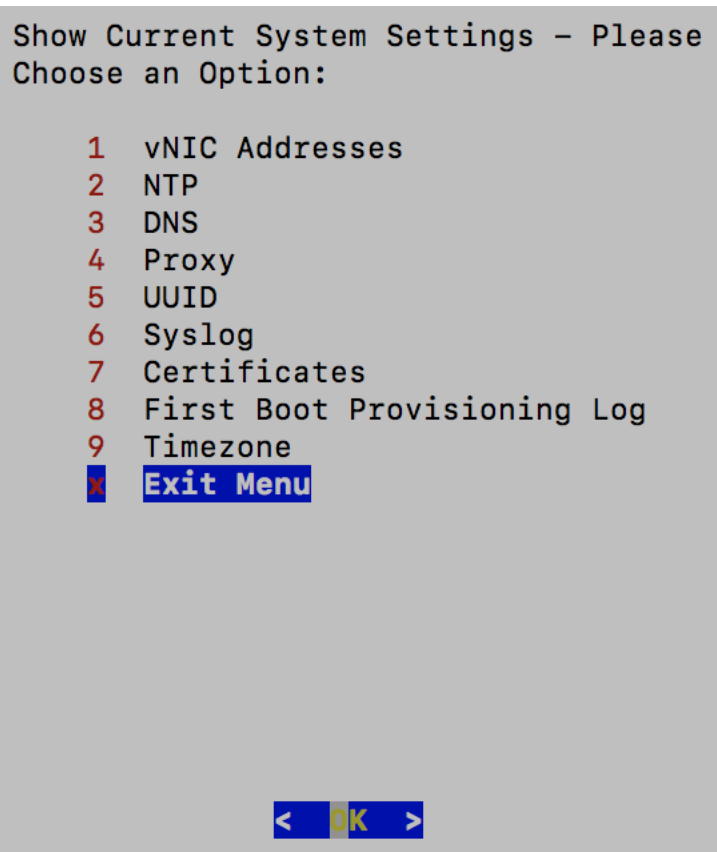 Show Current System Settings – Please
Choose an Option:
1 vNIC Addresses
2 NTP
3 DNS
4 Proxy
5 UUID
6 Syslog
7 Certificates
8 First Boot Provisioning Log
9 Timezone
x Exit Menu
< OK >